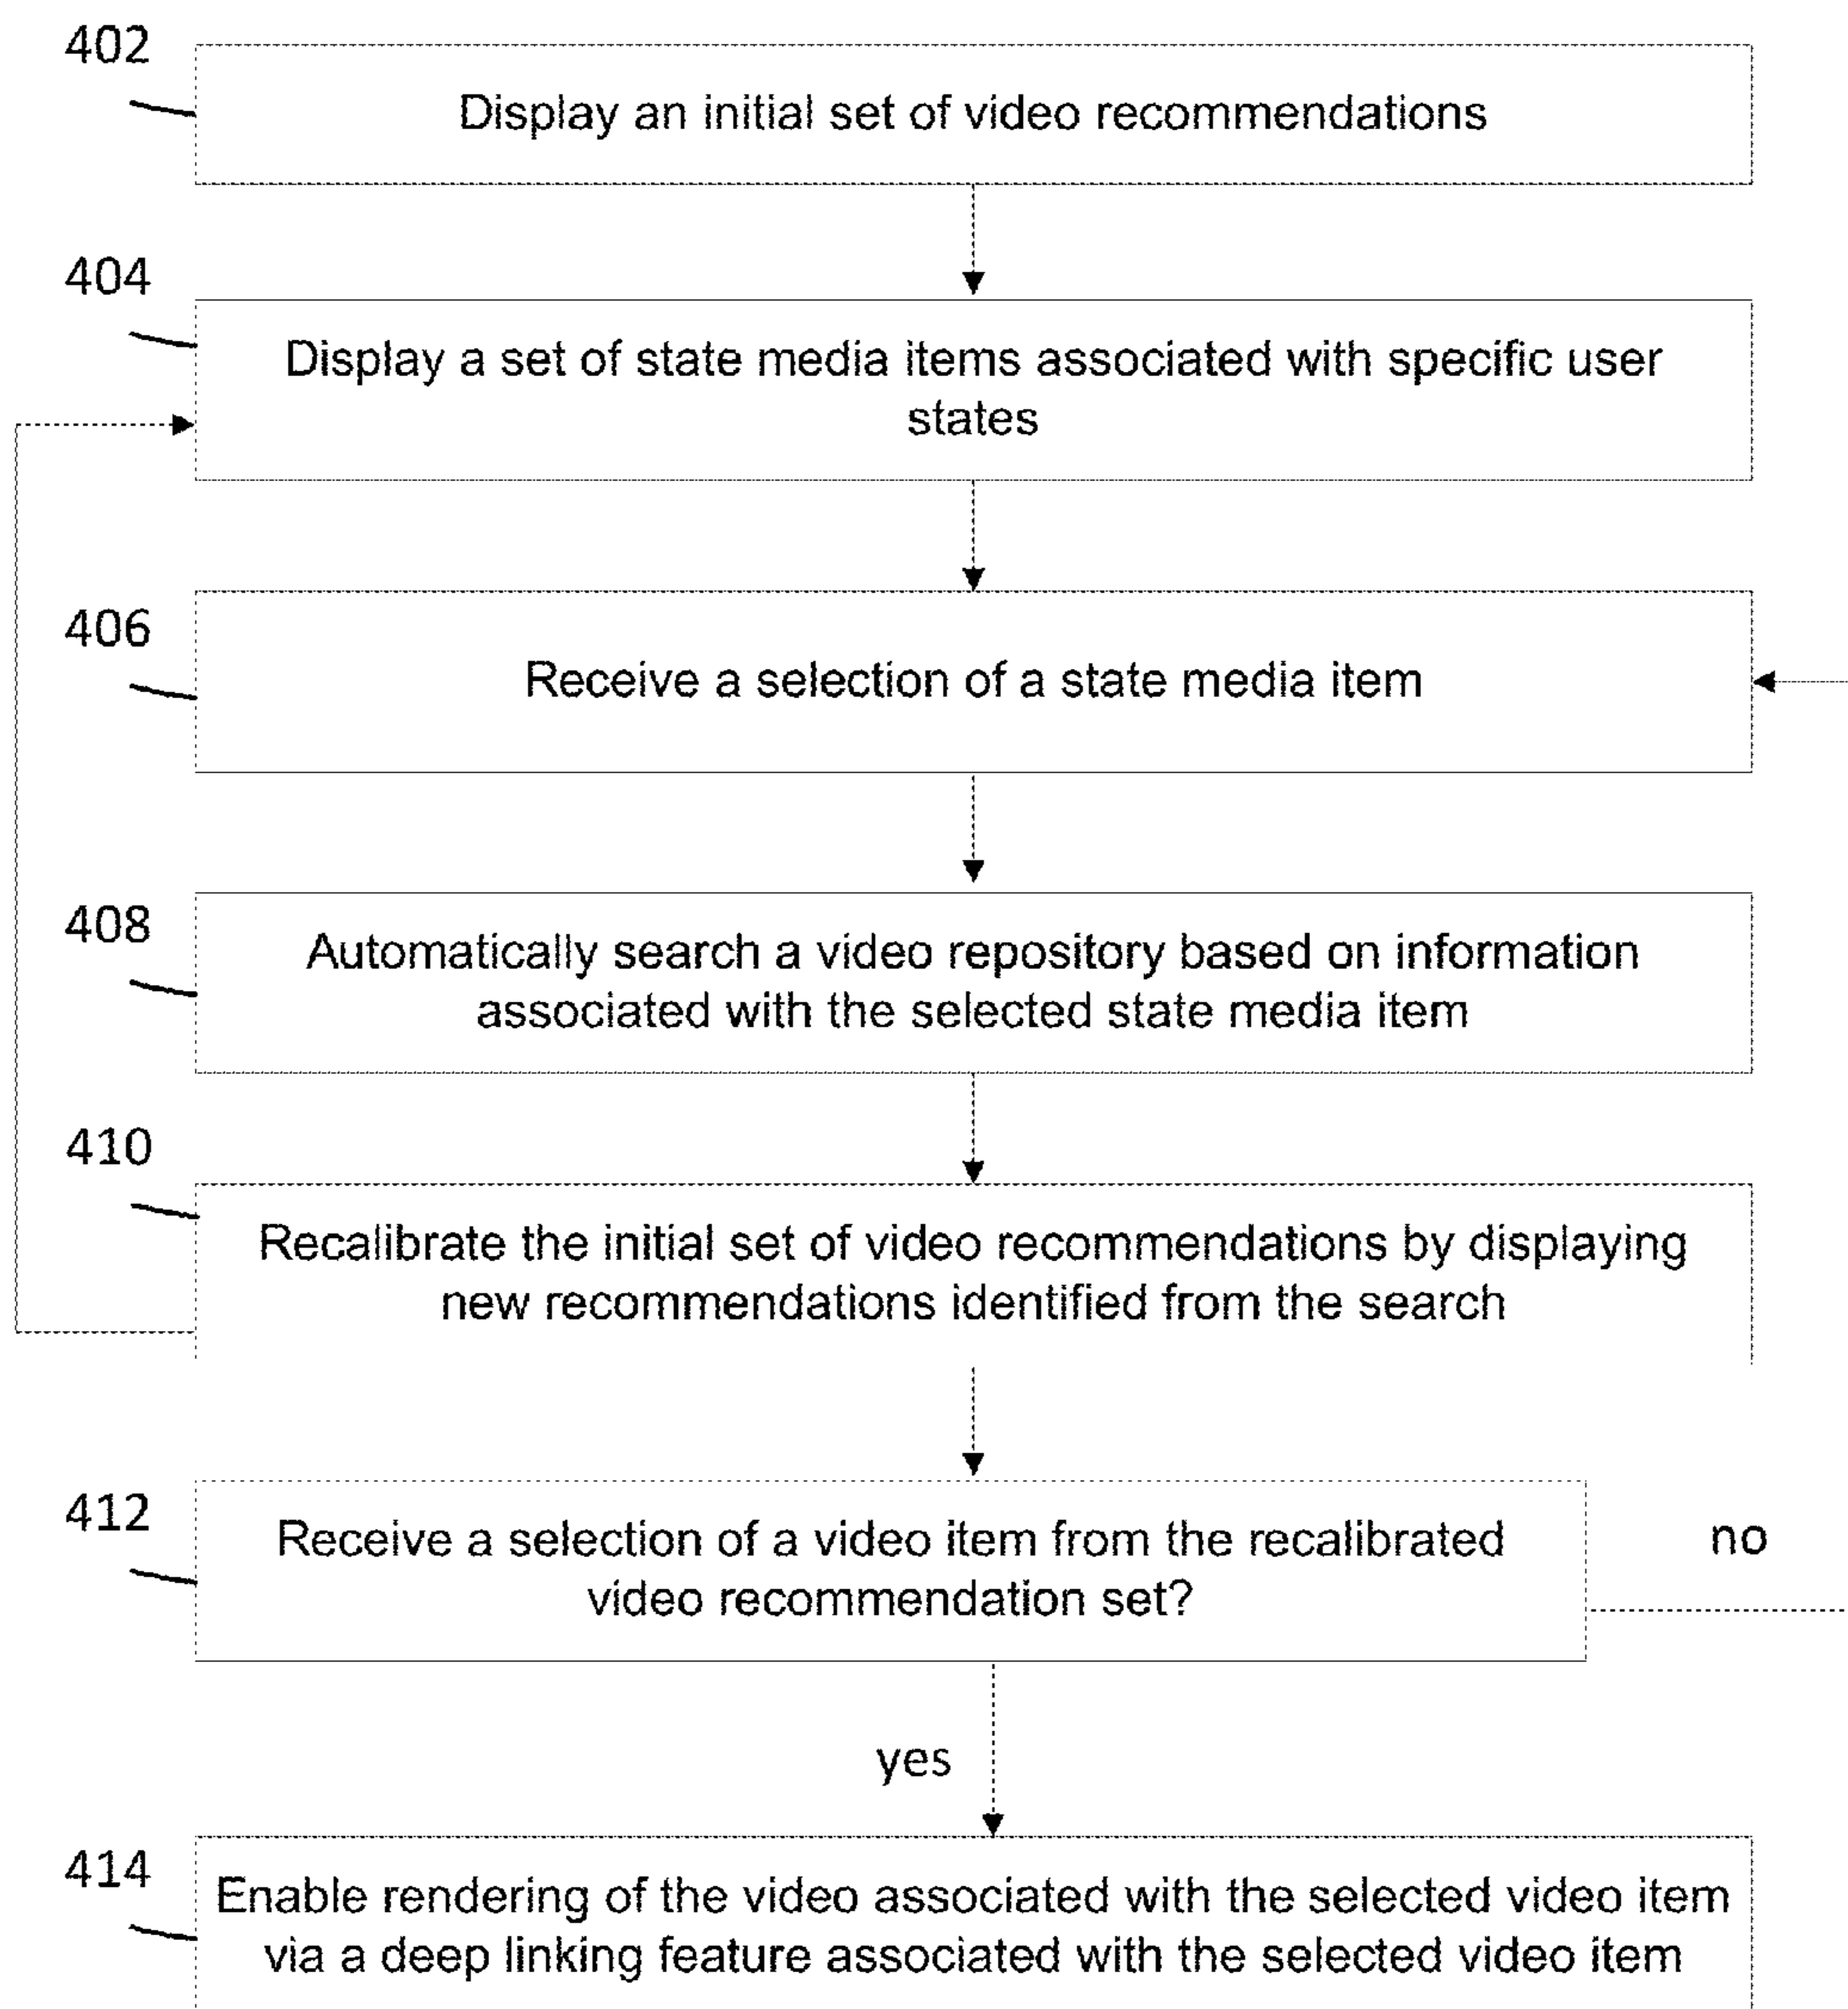 402
Display an initial set of video recommendations
404
Display a set of state media items associated with specific user
states
406
Receive a selection of a state media item
408
Automatically search a video repository based on information
associated with the selected state media item
410
Recalibrate the initial set of video recommendations by displaying
new recommendations identified from the search
412
Receive a selection of a video item from the recalibrated
video recommendation set?
no
yes
414
Enable rendering of the video associated with the selected video item
via a deep linking feature associated with the selected video item